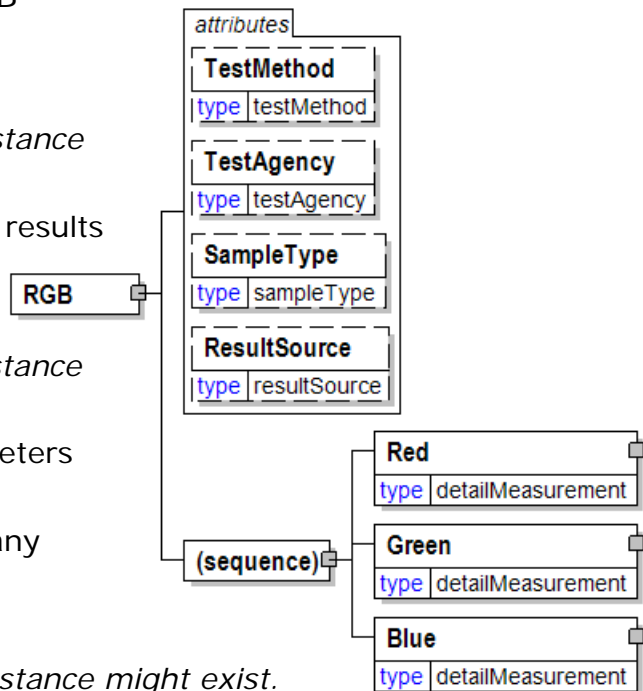 B
attributes
TestMethod
type testMethod
stance
TestAgency
type testAgency
results
SampleType
type sampleType
RGB
ResultSource
type resultSource
stance
eters
Red
type detailMeasurement
any
(sequence)
Green
type detailMeasurement
Blue
type detailMeasurement
stance might exist.